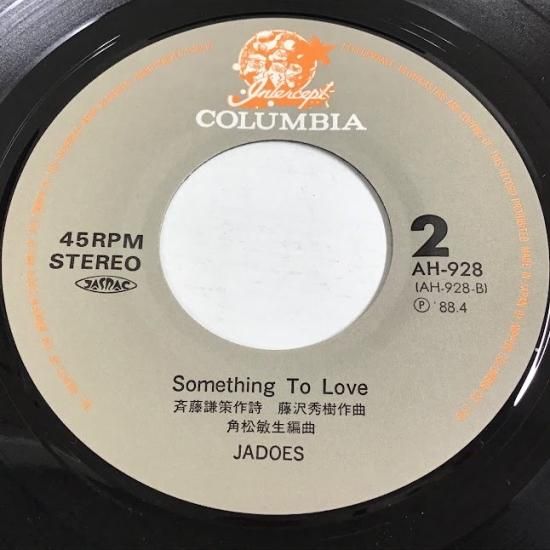 Intercept
COLUMBIA
45RPM
STEREO
JASRAC
2
AH-928
(AH-928-B)
Ⓟ '88.4
Something To Love
斉藤謙策作詩 藤沢秀樹作曲
角松敏生編曲
JADOES